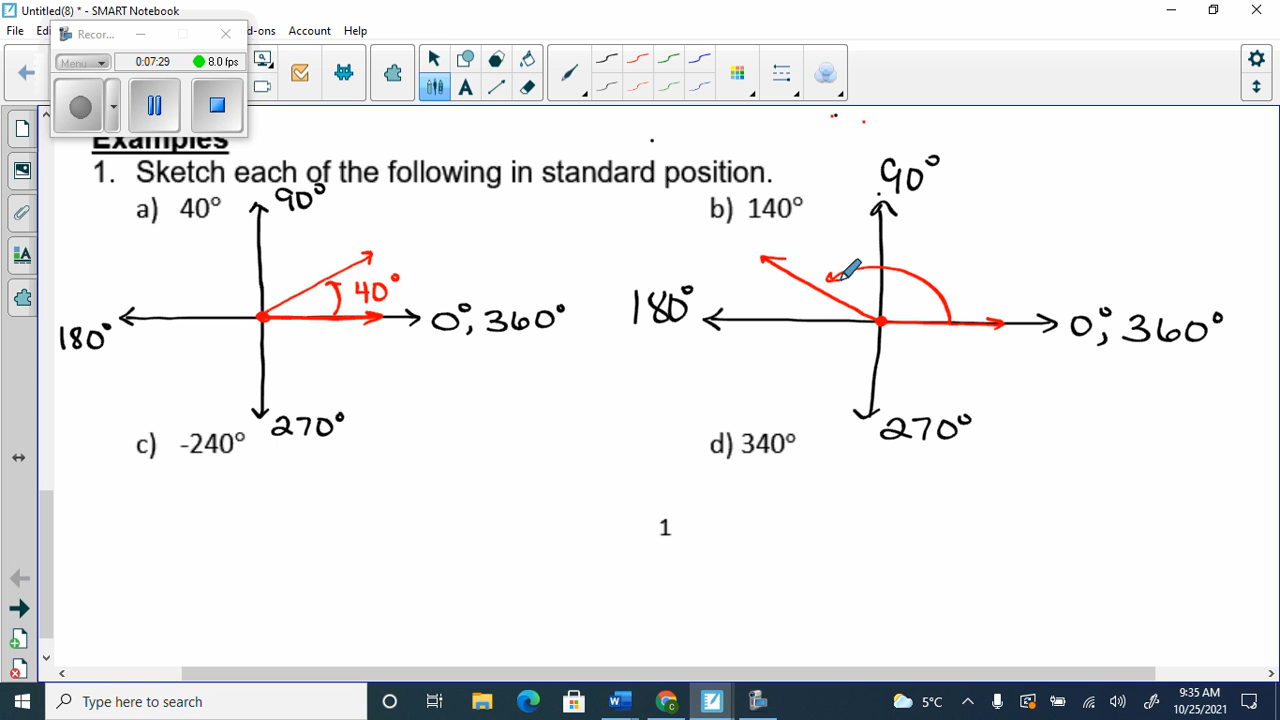 Untitled(8) * - SMART Notebook
File
Account
Help
Recor...
Menu
0:07:29
8.0 fps
Examples
1. Sketch each of the following in standard position.
a) 40°
90°
40°
180°
0°, 360°
270°
b) 140°
90°
180°
0°, 360°
270°
c) -240°
d) 340°
1
Type here to search
5°C
9:35 AM
10/25/2021